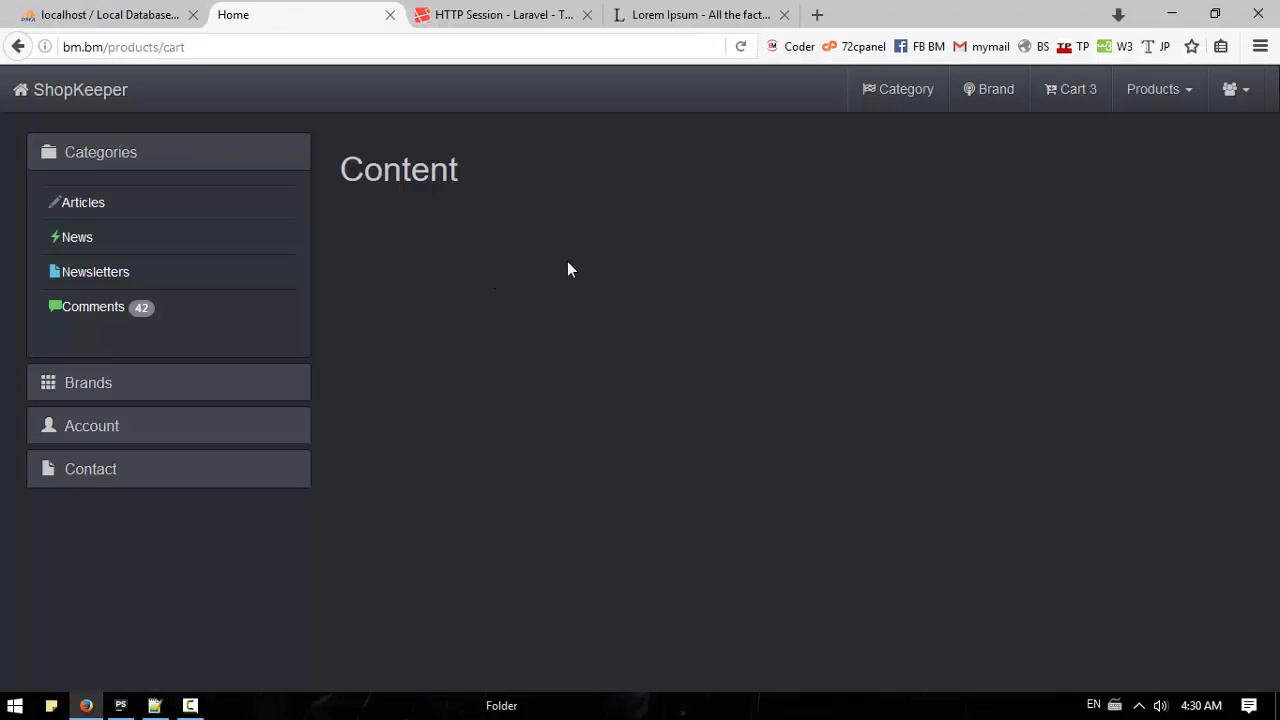 localhost / Local Database...
Home
HTTP Session - Laravel - T...
Lorem Ipsum - All the fact...
bm.bm/products/cart
Coder
72cpanel
FB BM
mymail
BS
TP
W3
JP
ShopKeeper
Category
Brand
Cart 3
Products
Categories
Content
Articles
News
Newsletters
Comments 42
Brands
Account
Contact
Folder
EN
4:30 AM